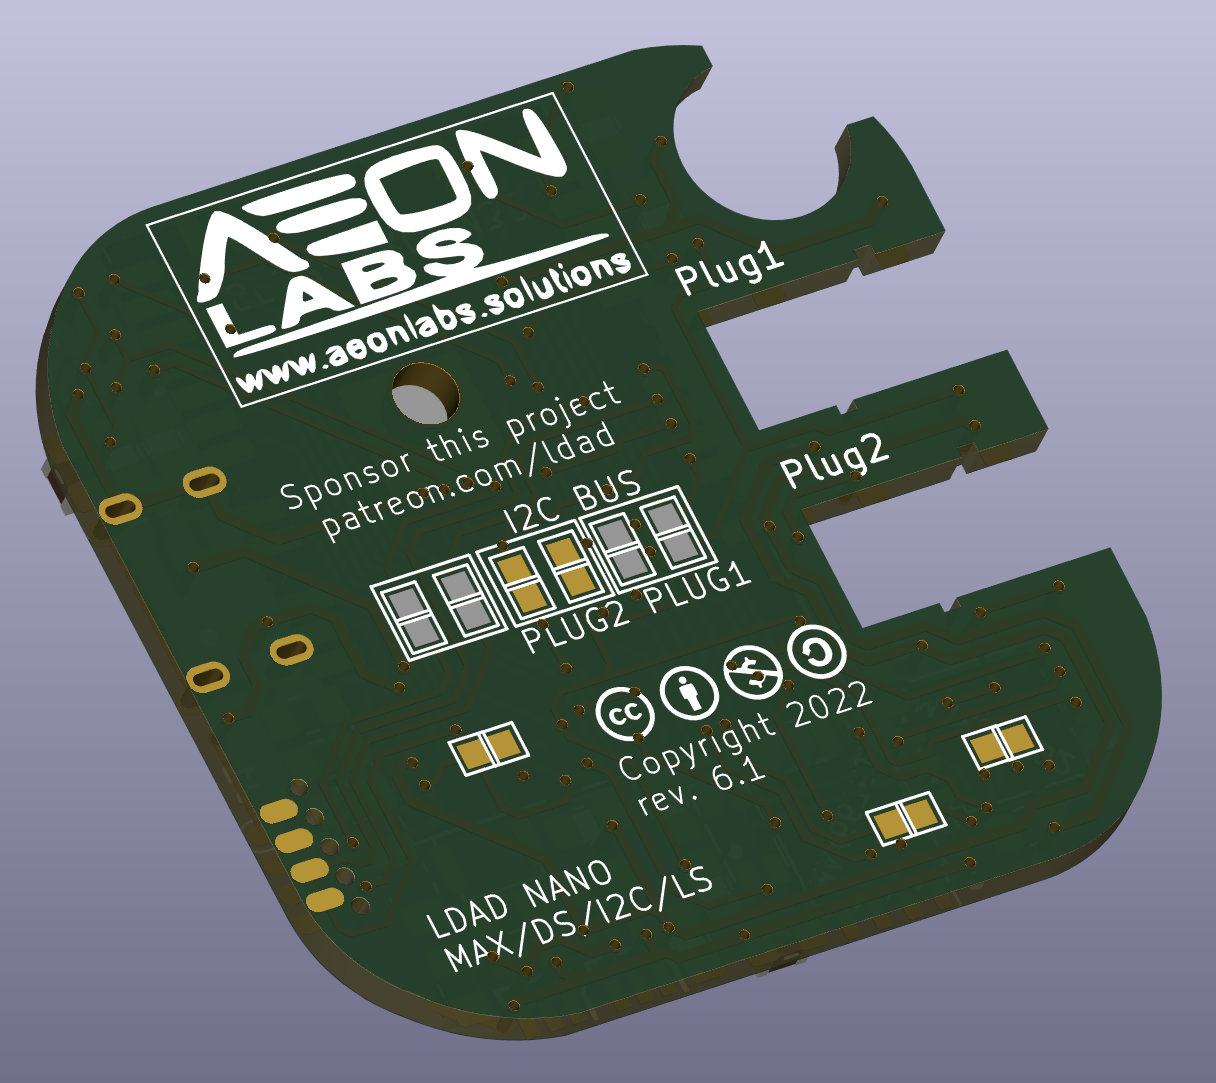 AEON
LABS
www.aeonlabs.solutions
Plug1
Sponsor this project
patreon.com/ldad
Plug2
I2C BUS
PLUG2 PLUG1
cc
Copyright 2022
rev. 6.1
LDAD NANO
MAX/DS/I2C/LS